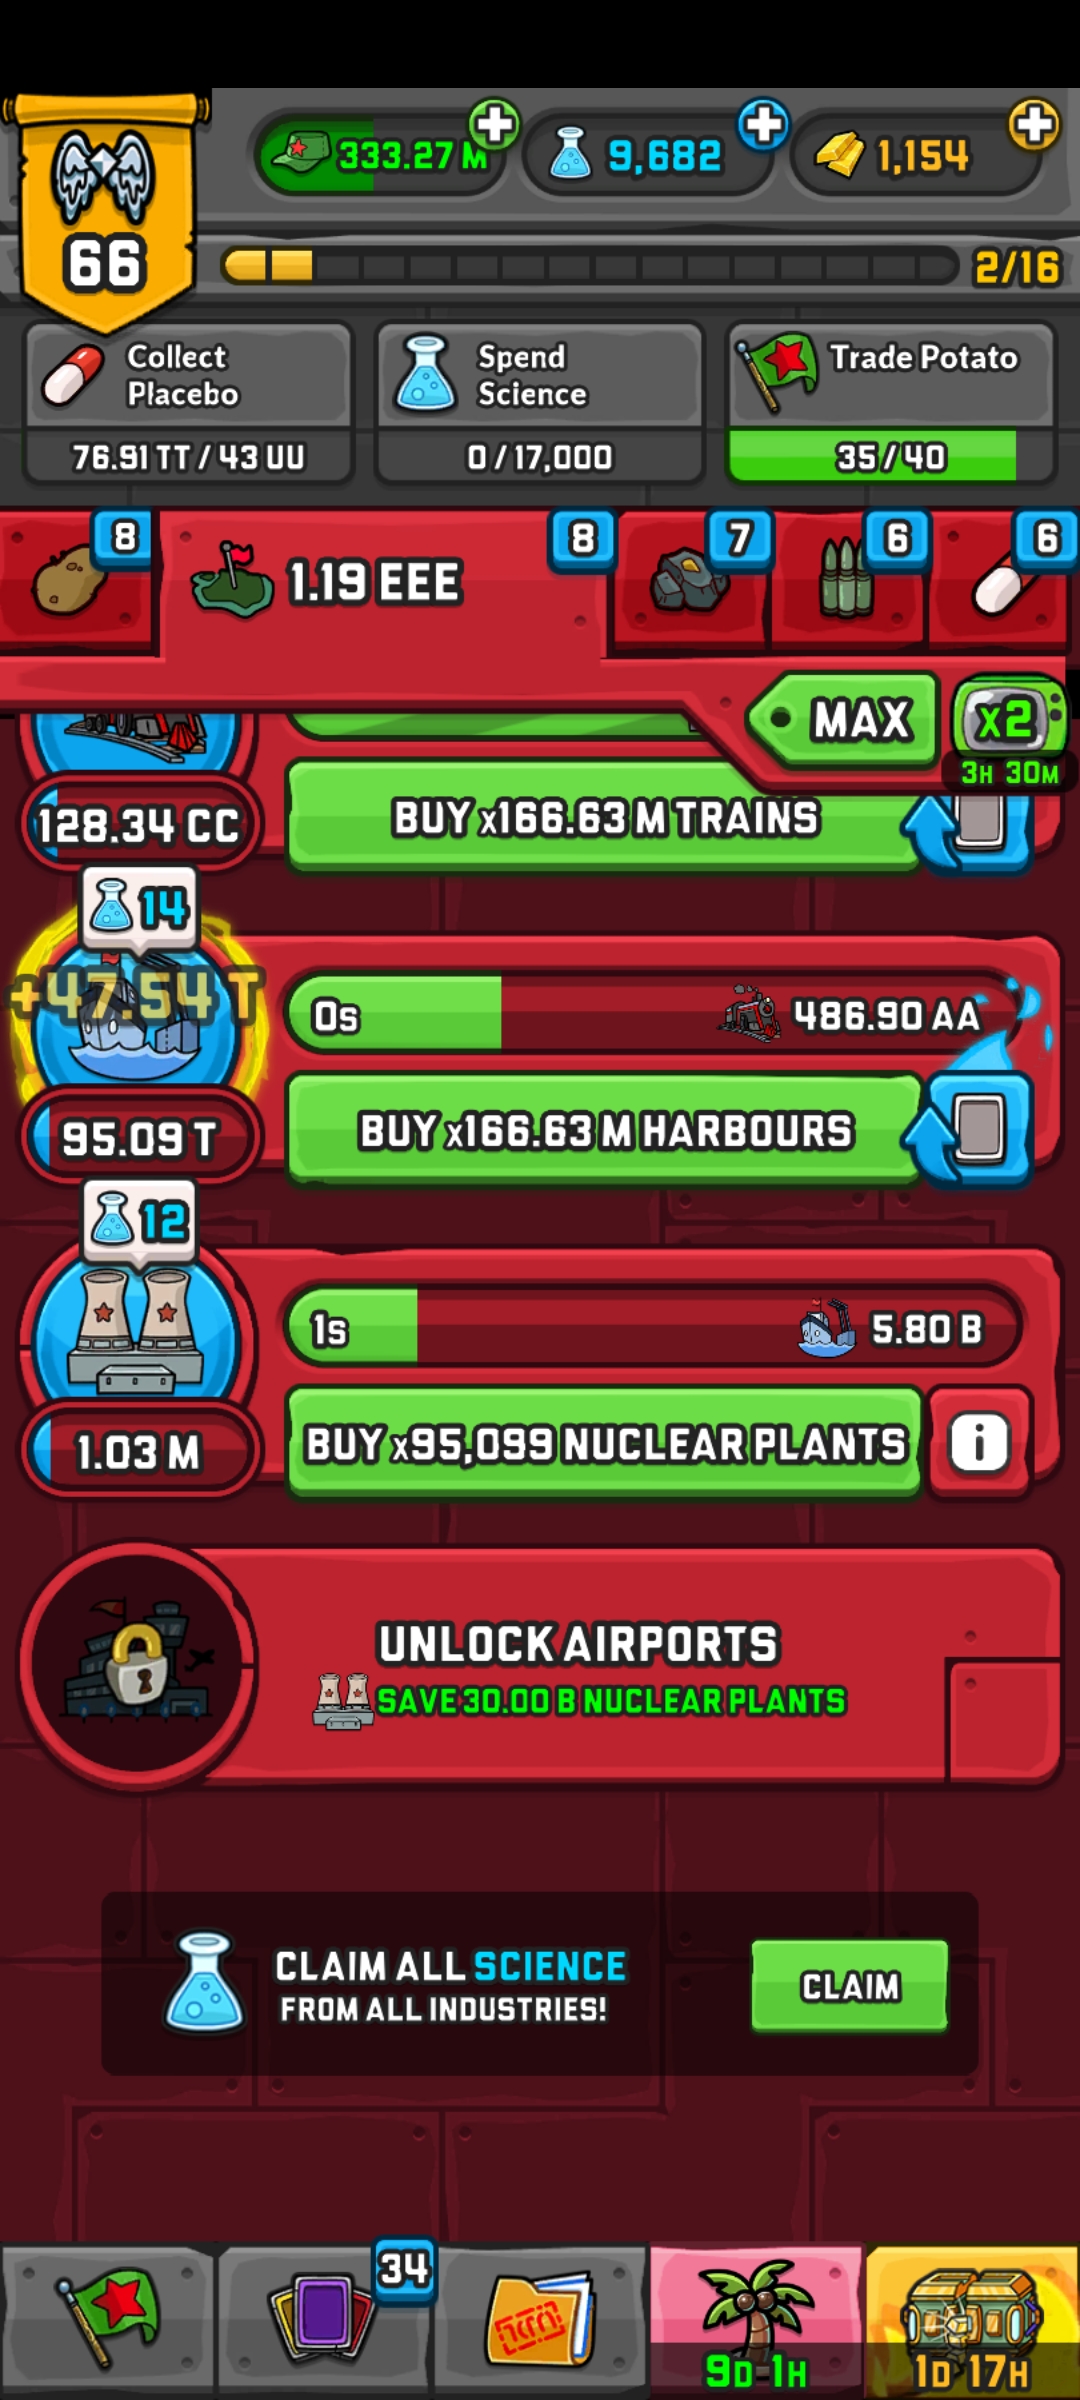 66
333.27 M
9,682
1,154
2/16
Collect
Placebo
76.91 TT / 43 UU
Spend
Science
0 / 17,000
Trade Potato
35 / 40
8
1.19 EEE
8
7
6
6
MAX
x2
3H 30M
128.34 CC
BUY x166.63 M TRAINS
14
+47.54 T
0s
486.90 AA
95.09 T
BUY x166.63 M HARBOURS
12
1s
5.80 B
1.03 M
BUY x95,099 NUCLEAR PLANTS
i
UNLOCK AIRPORTS
SAVE 30.00 B NUCLEAR PLANTS
CLAIM ALL SCIENCE
FROM ALL INDUSTRIES!
CLAIM
34
9D 1H
1D 17H